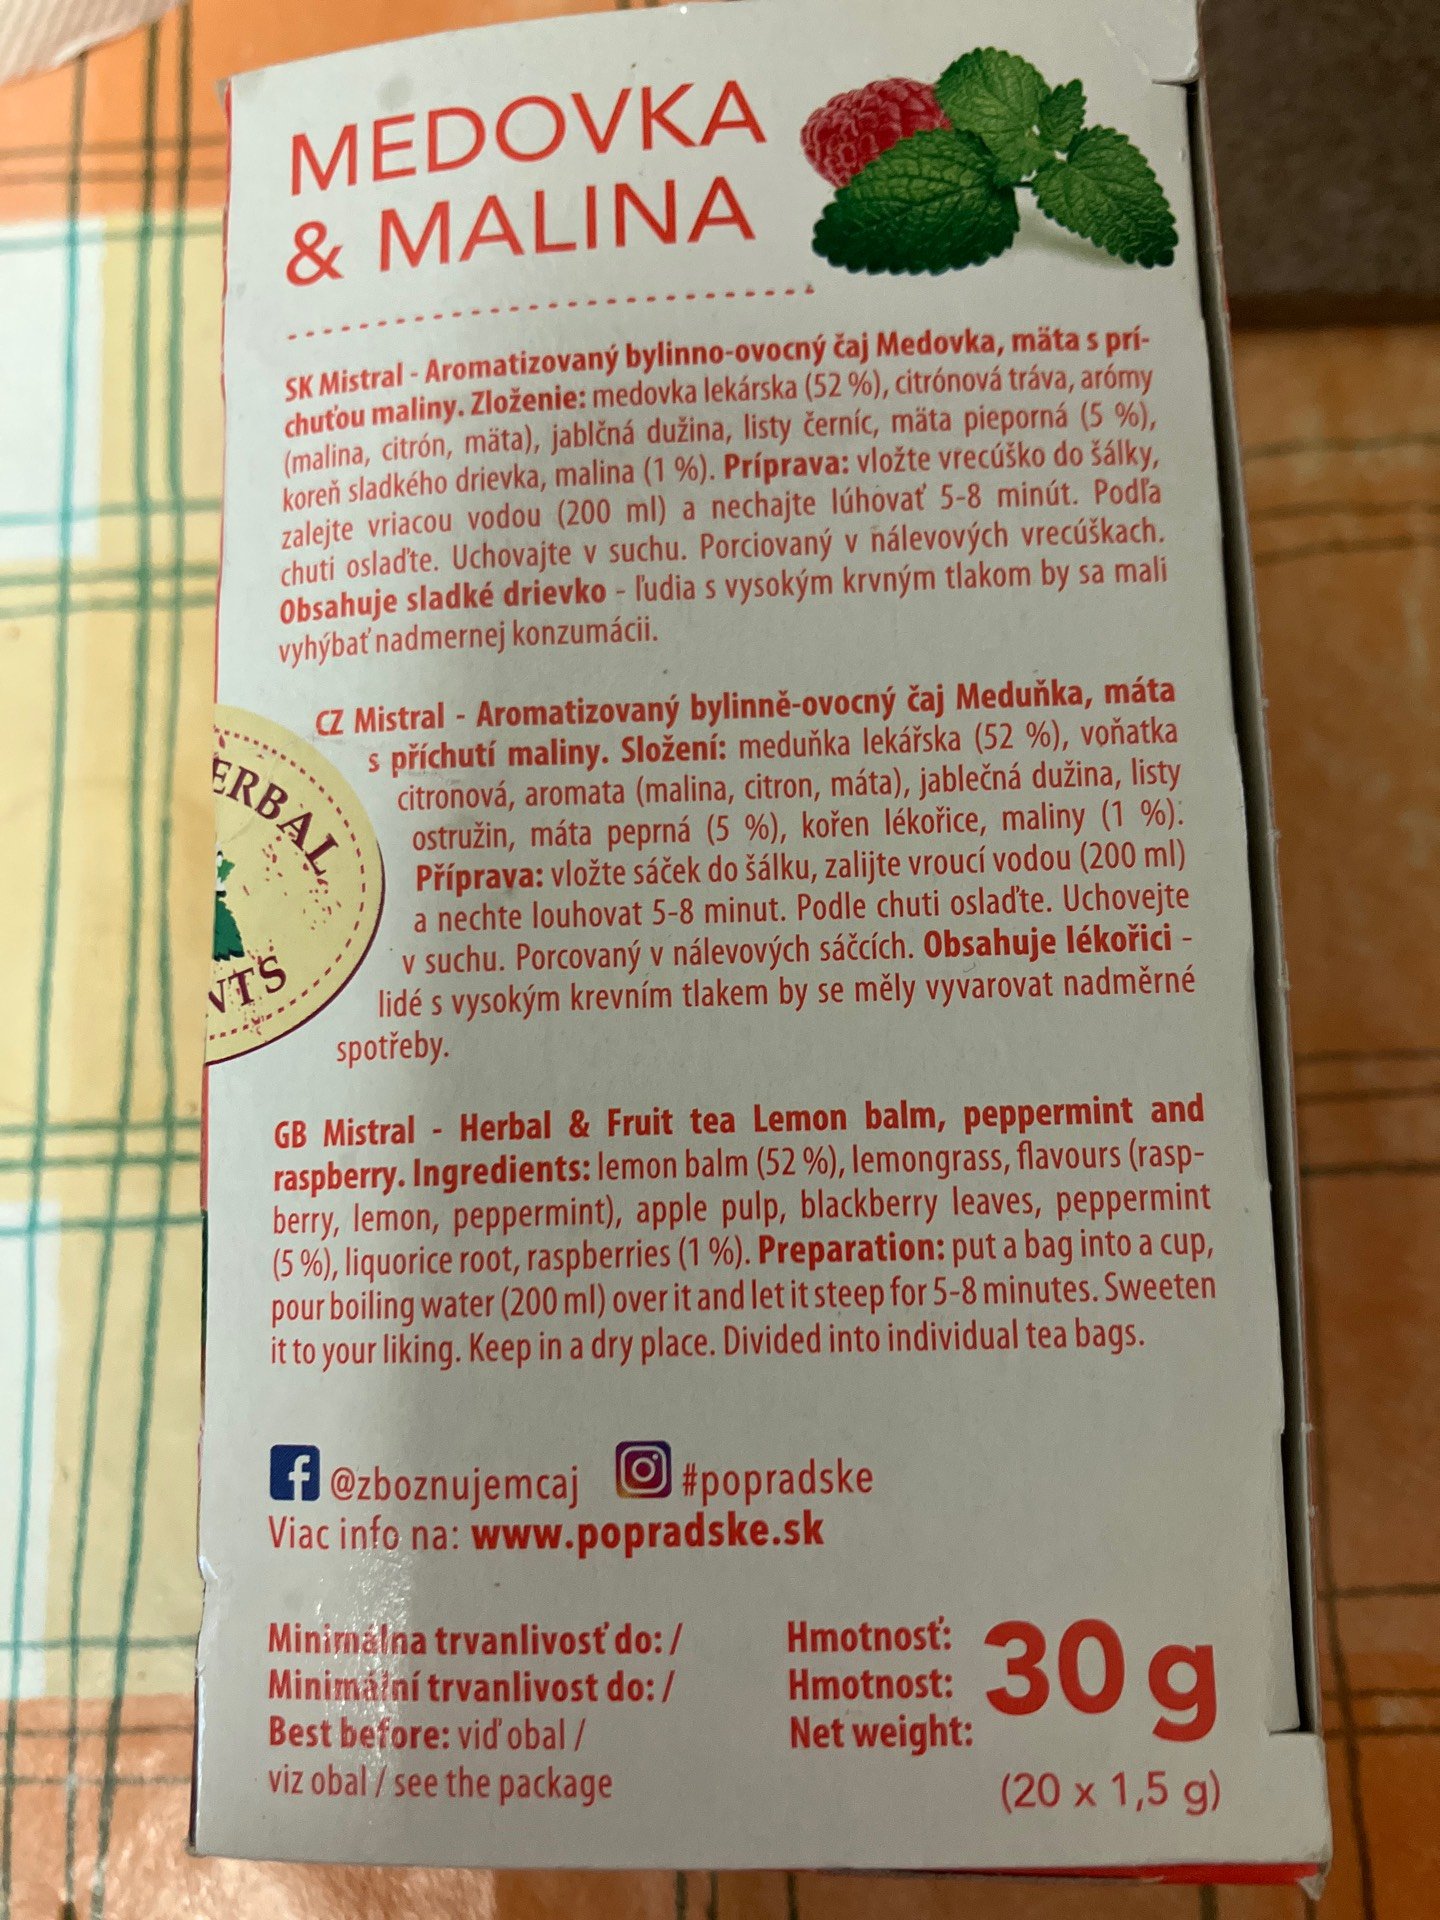 MEDOVKA
& MALINA
SK Mistral - Aromatizovaný bylinno-ovocný čaj Medovka, mäta s prí-
chuťou maliny. Zloženie: medovka lekárska (52 %), citrónová tráva, arómy
(malina, citrón, mäta), jablčná dužina, listy černíc, mäta pieporná (5 %),
koreň sladkého drievka, malina (1 %). Príprava: vložte vrecúško do šálky,
zalejte vriacou vodou (200 ml) a nechajte lúhovať 5-8 minút. Podľa
chuti oslaďte. Uchovajte v suchu. Porciovaný v nálevových vrecúškach.
Obsahuje sladké drievko - ľudia s vysokým krvným tlakom by sa mali
vyhýbať nadmernej konzumácii.
CZ Mistral - Aromatizovaný bylinně-ovocný čaj Meduňka, máta
s příchutí maliny. Složení: meduňka lekářska (52 %), voňatka
citronová, aromata (malina, citron, máta), jablečná dužina, listy
ostružin, máta peprná (5 %), kořen lékořice, maliny (1 %).
Příprava: vložte sáček do šálku, zalijte vroucí vodou (200 ml)
a nechte louhovat 5-8 minut. Podle chuti oslaďte. Uchovejte
v suchu. Porcovaný v nálevových sáčcích. Obsahuje lékořici -
lidé s vysokým krevním tlakem by se měly vyvarovat nadměrné
spotřeby.
ERBAL
NTS
GB Mistral - Herbal & Fruit tea Lemon balm, peppermint and
raspberry. Ingredients: lemon balm (52 %), lemongrass, flavours (rasp-
berry, lemon, peppermint), apple pulp, blackberry leaves, peppermint
(5 %), liquorice root, raspberries (1 %). Preparation: put a bag into a cup,
pour boiling water (200 ml) over it and let it steep for 5-8 minutes. Sweeten
it to your liking. Keep in a dry place. Divided into individual tea bags.
@zboznujemcaj #popradske
Viac info na: www.popradske.sk
Minimálna trvanlivosť do: /
Minimální trvanlivost do: /
Best before: viď obal /
viz obal / see the package
Hmotnosť:
Hmotnost:
Net weight:
30 g
(20 x 1,5 g)